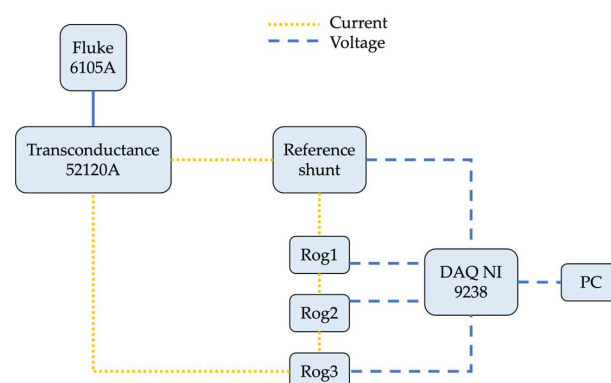 Current
Voltage
Fluke
6105A
Transconductance
52120A
Reference
shunt
Rog1
Rog2
Rog3
DAQ NI
9238
PC